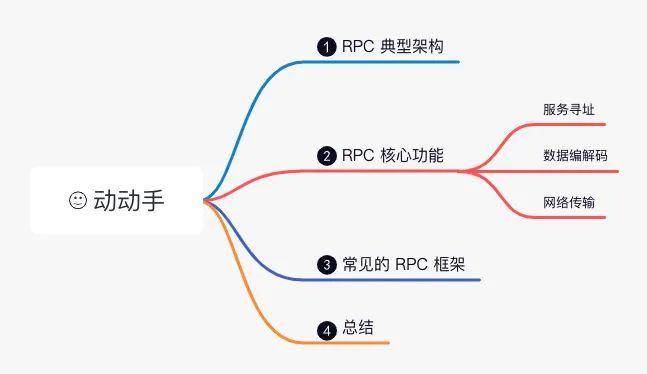 1 RPC 典型架构
服务寻址
2 RPC 核心功能
数据编解码
动动手
网络传输
3 常见的 RPC 框架
4 总结